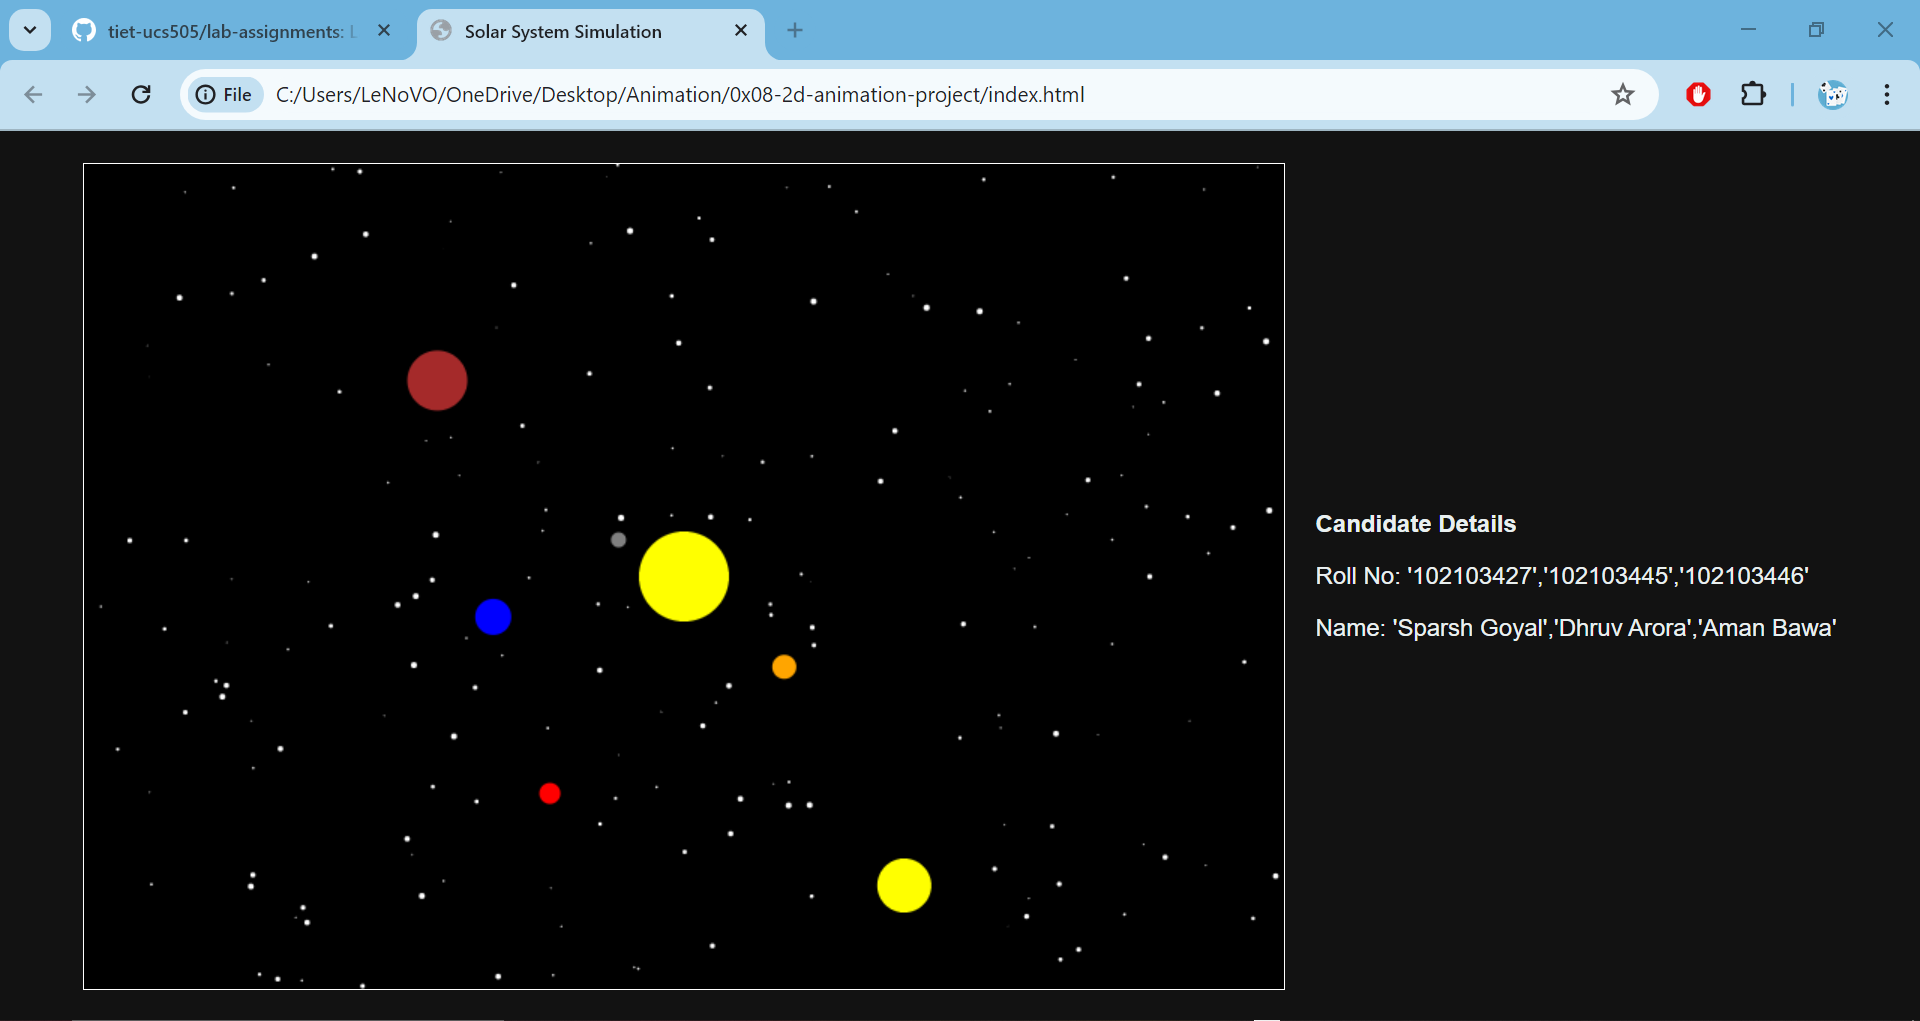 tiet-ucs505/lab-assignments:
Solar System Simulation
File
C:/Users/LeNoVO/OneDrive/Desktop/Animation/0x08-2d-animation-project/index.html
Candidate Details
Roll No: '102103427','102103445','102103446'
Name: 'Sparsh Goyal','Dhruv Arora','Aman Bawa'